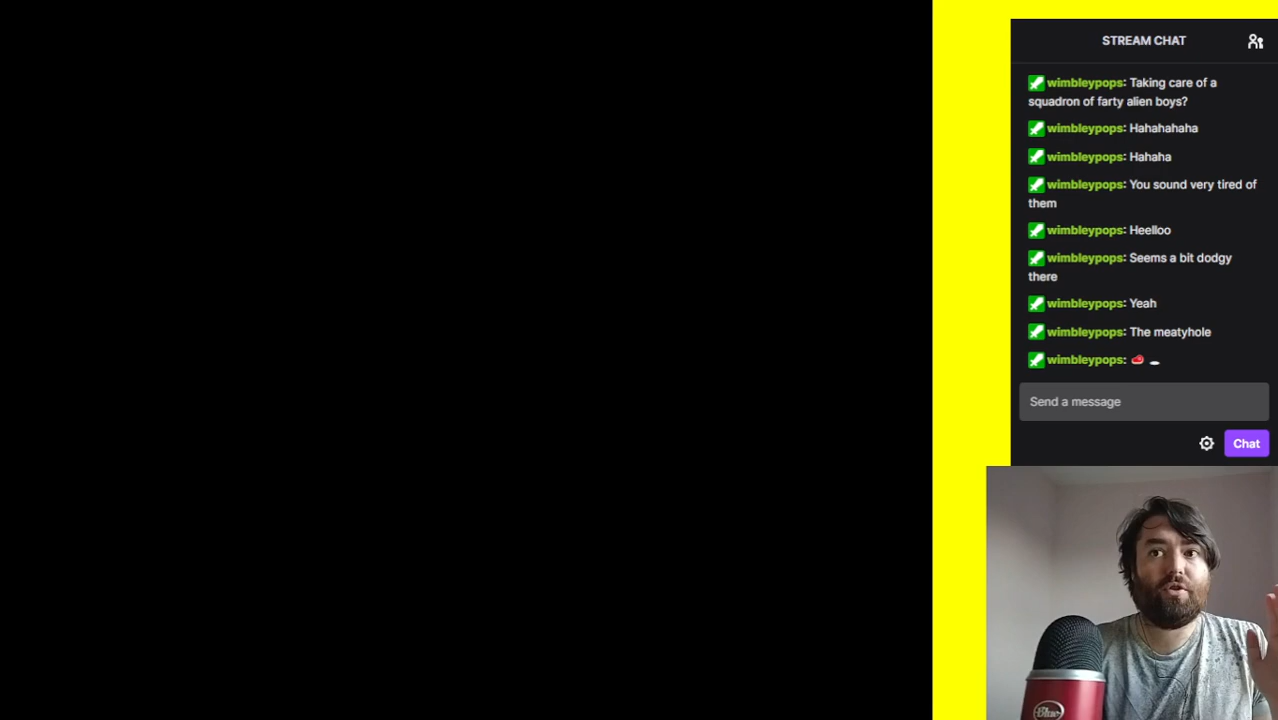 STREAM CHAT
wimbleypops: Taking care of a
squadron of farty alien boys?
wimbleypops: Hahahahaha
wimbleypops: Hahaha
wimbleypops: You sound very tired of
them
wimbleypops: Heelloo
wimbleypops: Seems a bit dodgy
there
wimbleypops: Yeah
wimbleypops: The meatyhole
wimbleypops: 🥩 🕳️
Send a message
Chat
Blue